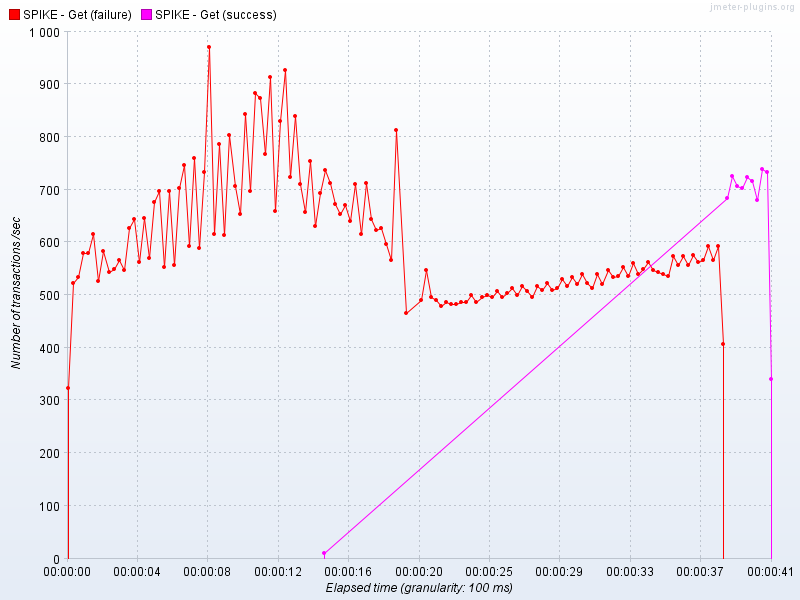 jmeter-plugins.org
SPIKE - Get (failure) SPIKE - Get (success)
1 000
900
800
700
600
500
400
300
200
100
0
Number of transactions /sec
00:00:00 00:00:04 00:00:08 00:00:12 00:00:16 00:00:20 00:00:25 00:00:29 00:00:33 00:00:37 00:00:41
Elapsed time (granularity: 100 ms)